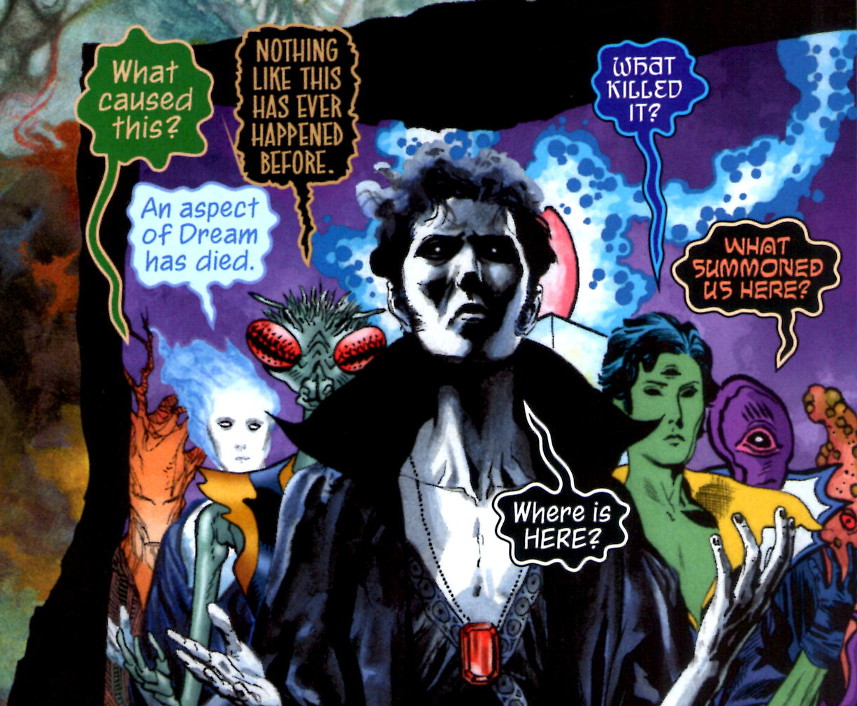 What
caused
this?
NOTHING
LIKE THIS
HAS EVER
HAPPENED
BEFORE.
An aspect
of Dream
has died.
WHAT
KILLED
IT?
WHAT
SUMMONED
US HERE?
Where is
HERE?